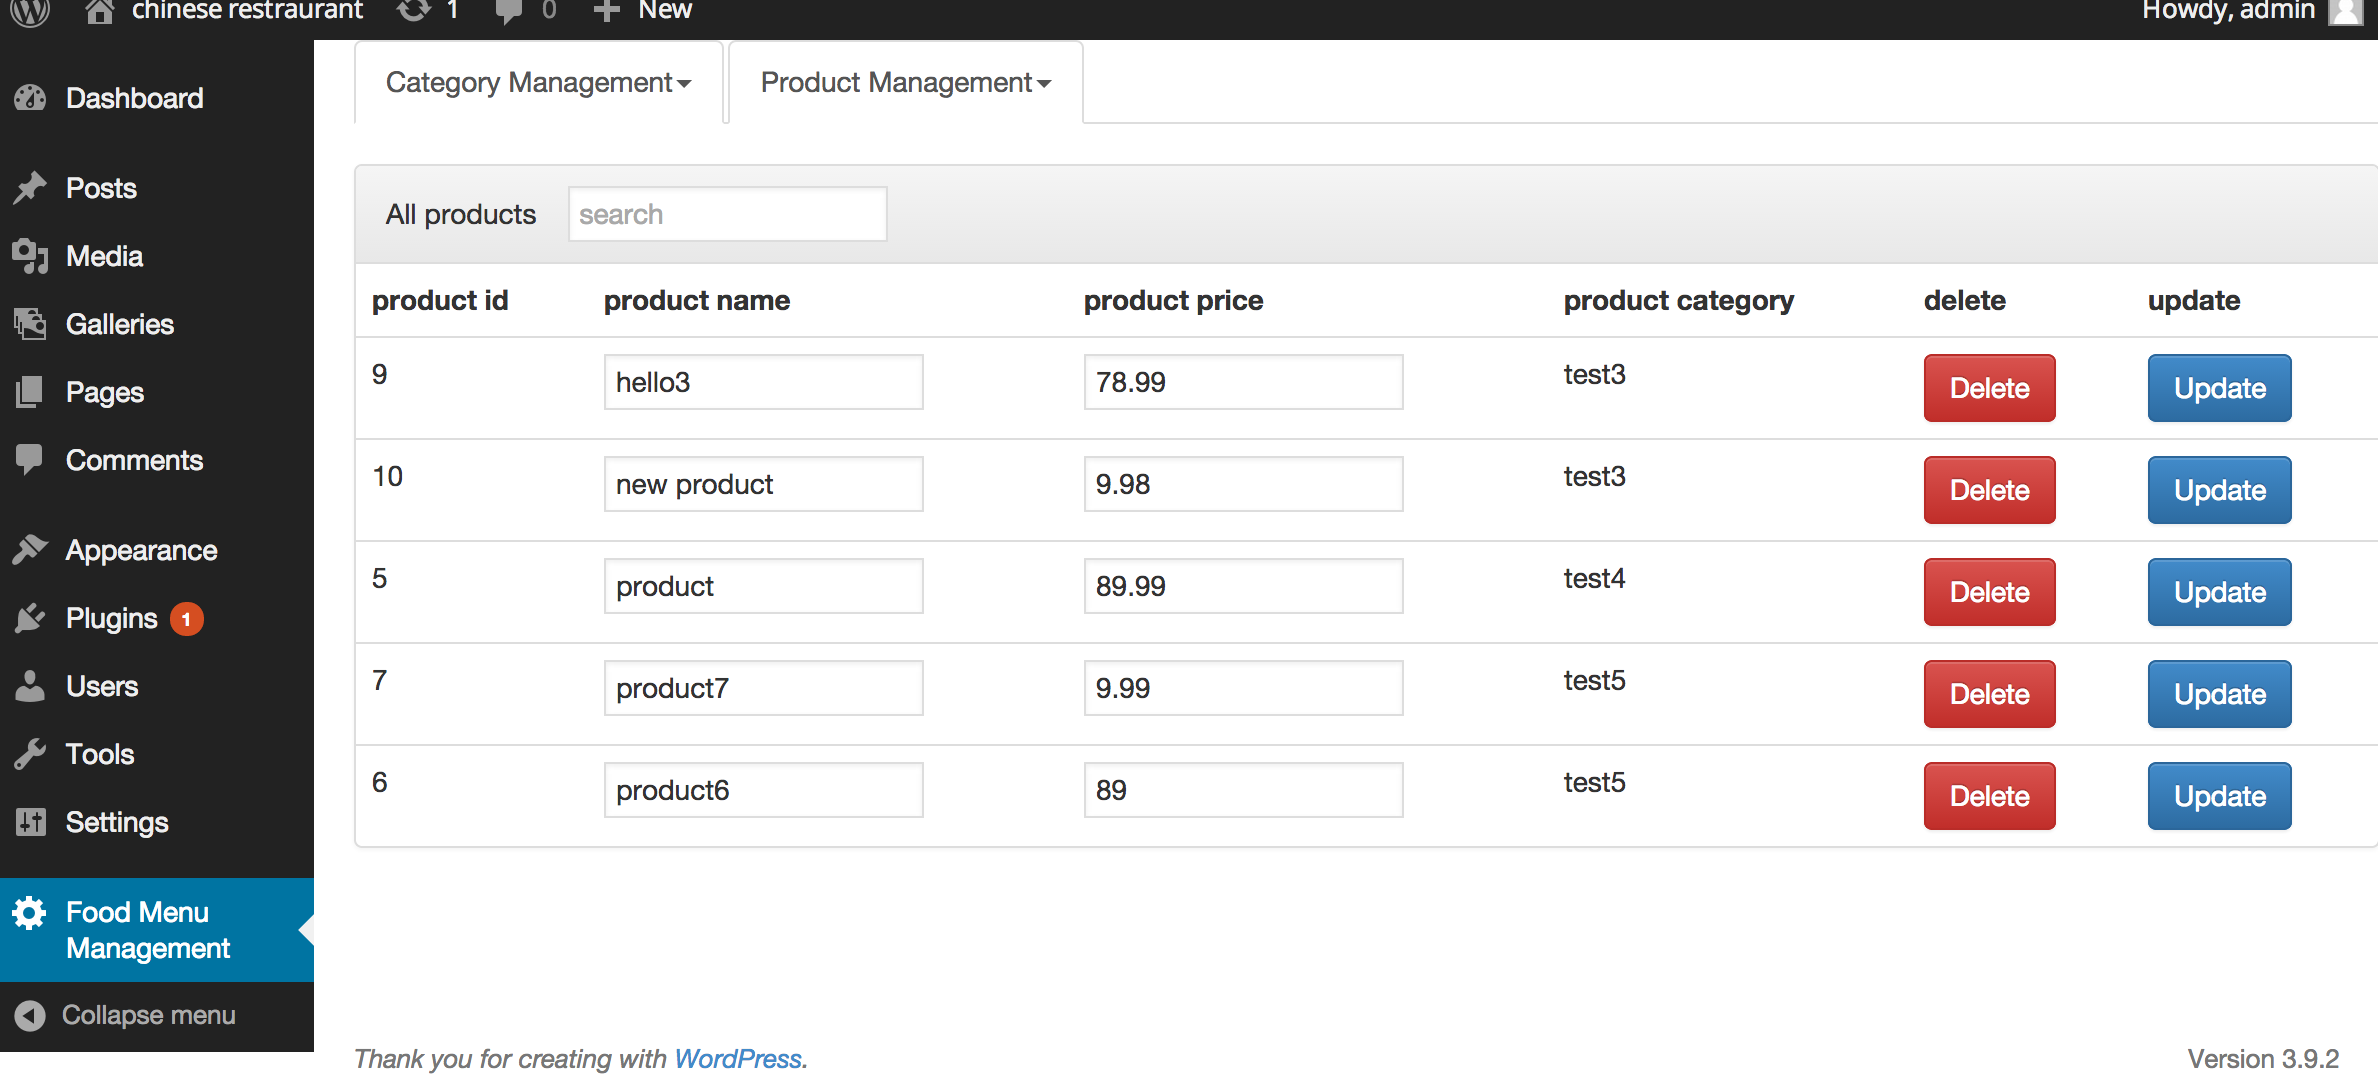 chinese restraurant 1 0 New Howdy, admin
Category Management Product Management
Dashboard
Posts
Media
Galleries
Pages
Comments
Appearance
Plugins 1
Users
Tools
Settings
Food Menu
Management
Collapse menu
All products search
product id product name product price product category delete update
9 hello3 78.99 test3 Delete Update
10 new product 9.98 test3 Delete Update
5 product 89.99 test4 Delete Update
7 product7 9.99 test5 Delete Update
6 product6 89 test5 Delete Update
Thank you for creating with WordPress. Version 3.9.2